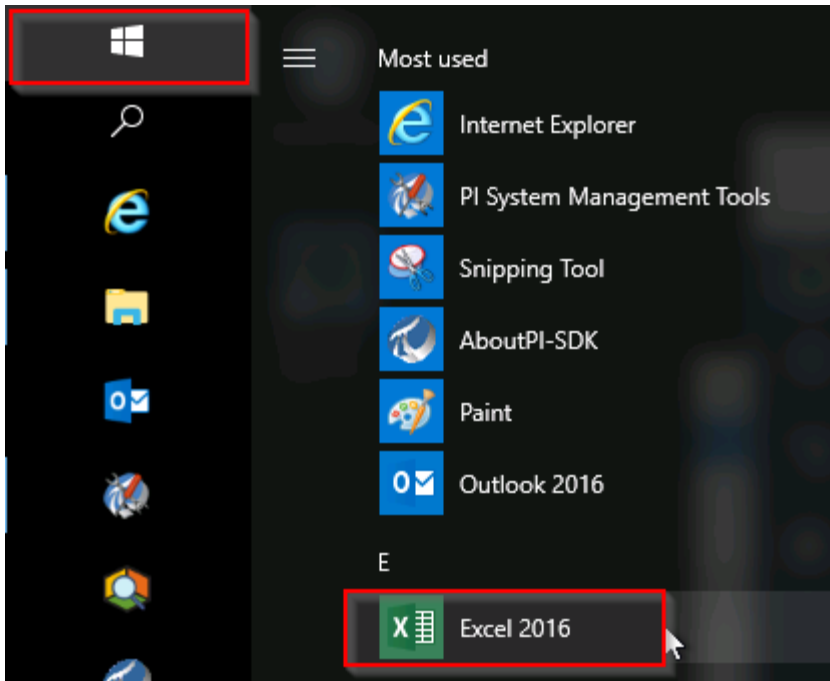 Most used
Internet Explorer
PI System Management Tools
Snipping Tool
AboutPI-SDK
Paint
Outlook 2016
E
Excel 2016